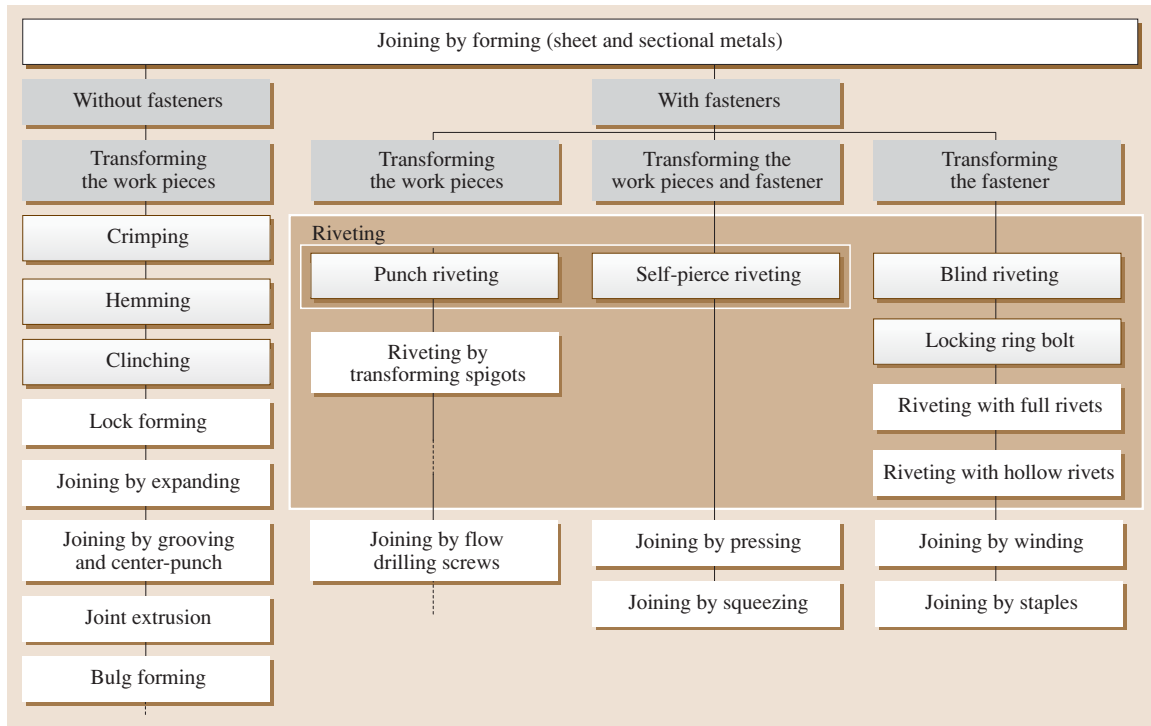 Joining by forming (sheet and sectional metals)
Without fasteners
With fasteners
Transforming
the work pieces
Transforming
the work pieces
Transforming the
work pieces and fastener
Transforming
the fastener
Crimping
Hemming
Clinching
Lock forming
Joining by expanding
Joining by grooving
and center-punch
Joint extrusion
Bulg forming
Riveting
Punch riveting
Riveting by
transforming spigots
Joining by flow
drilling screws
Self-pierce riveting
Joining by pressing
Joining by squeezing
Blind riveting
Locking ring bolt
Riveting with full rivets
Riveting with hollow rivets
Joining by winding
Joining by staples